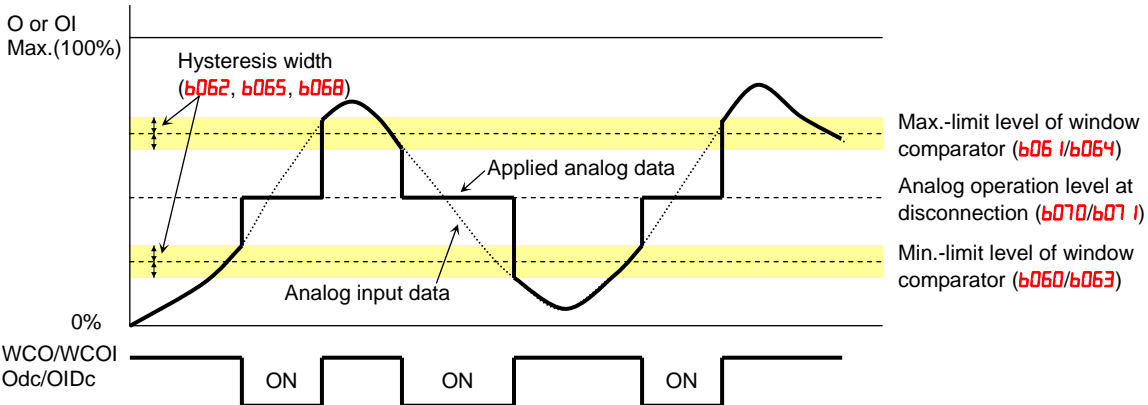 O or OI
Max.(100%)
Hysteresis width
(b062, b065, b068)
Max.-limit level of window
comparator (b061/b064)
Applied analog data
Analog operation level at
disconnection (b070/b071)
Min.-limit level of window
comparator (b060/b063)
Analog input data
0%
WCO/WCOI
Odc/OIDc
ON
ON
ON